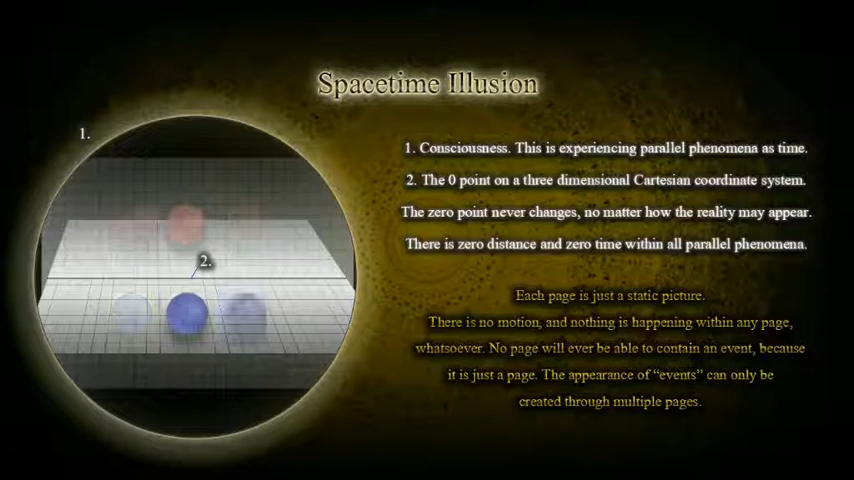 Spacetime Illusion
1.
1. Consciousness. This is experiencing parallel phenomena as time.
2. The 0 point on a three dimensional Cartesian coordinate system.
The zero point never changes, no matter how the reality may appear.
There is zero distance and zero time within all parallel phenomena.
2.
Each page is just a static picture.
There is no motion, and nothing is happening within any page,
whatsoever. No page will ever be able to contain an event, because
it is just a page. The appearance of “events” can only be
created through multiple pages.